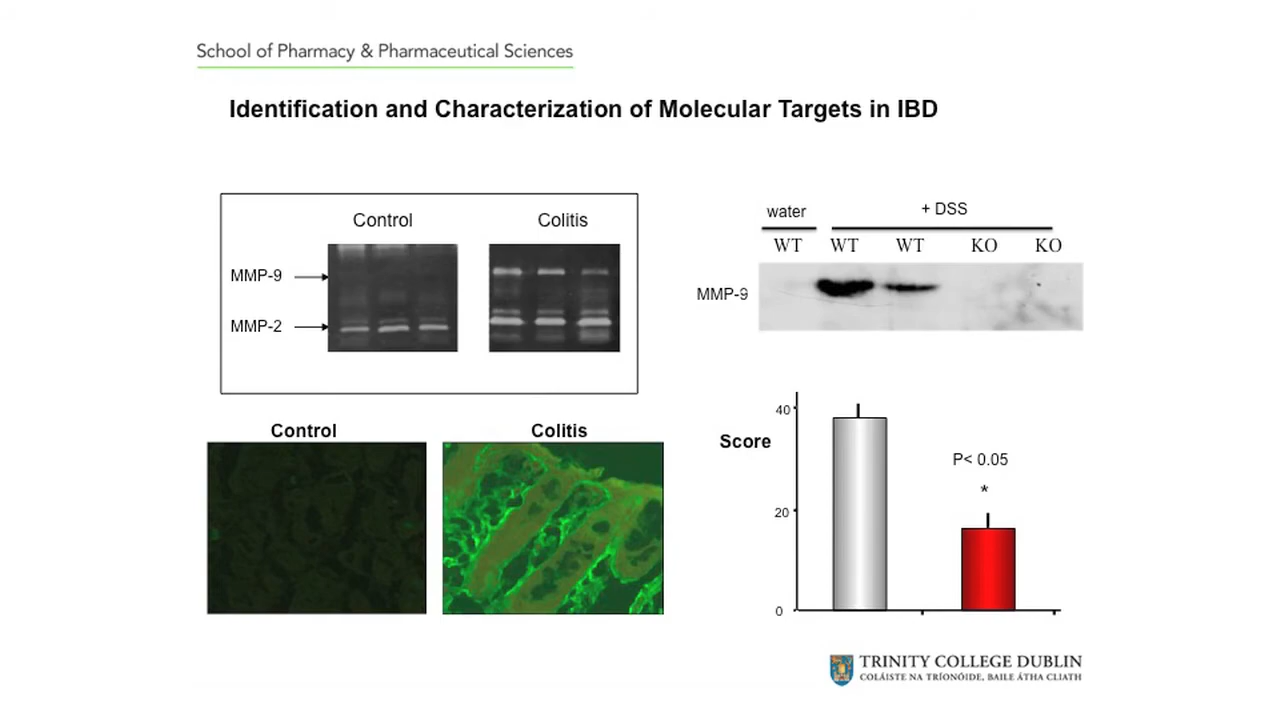 School of Pharmacy & Pharmaceutical Sciences
Identification and Characterization of Molecular Targets in IBD
Control Colitis
MMP-9
MMP-2
water + DSS
WT WT WT KO KO
MMP-9
Control Colitis
Score
40
20
0
P< 0.05
*
TRINITY COLLEGE DUBLIN
COLÁISTE NA TRÍONÓIDE, BAILE ÁTHA CLIATH